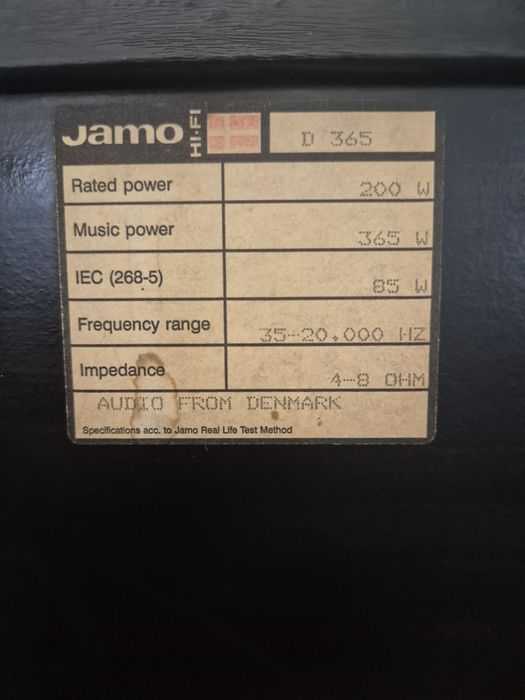 Jamo HI-FI D 365
Rated power 200 W
Music power 365 W
IEC (268-5) 85 W
Frequency range 35-20.000 HZ
Impedance 4-8 OHM
AUDIO FROM DENMARK
Specifications acc. to Jamo Real Life Test Method